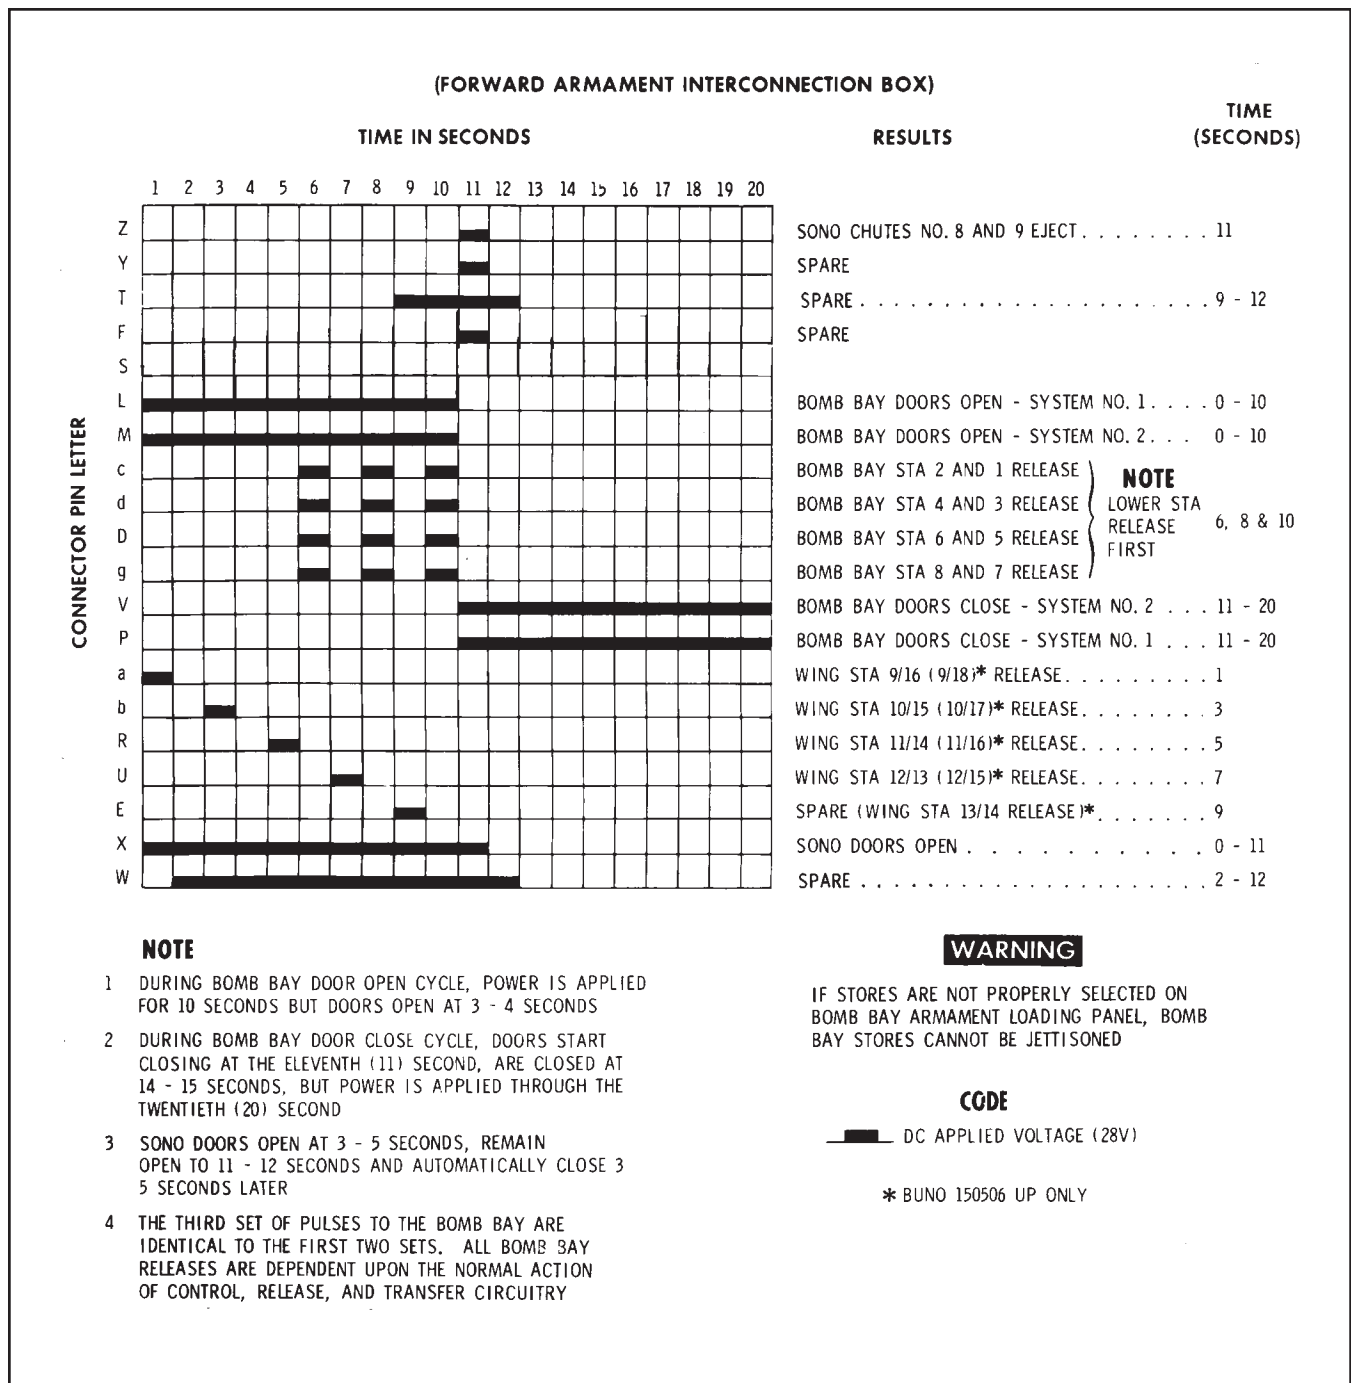 (FORWARD ARMAMENT INTERCONNECTION BOX)
TIME IN SECONDS
RESULTS
TIME
(SECONDS)
1 2 3 4 5 6 7 8 9 10 11 12 13 14 15 16 17 18 19 20
CONNECTOR PIN LETTER
Z SONO CHUTES NO. 8 AND 9 EJECT . . . . . . . . 11
Y SPARE
T SPARE . . . . . . . . . . . . . . . . . . . . . 9 - 12
F SPARE
S
L BOMB BAY DOORS OPEN - SYSTEM NO. 1 . . . . 0 - 10
M BOMB BAY DOORS OPEN - SYSTEM NO. 2 . . . 0 - 10
c BOMB BAY STA 2 AND 1 RELEASE
d BOMB BAY STA 4 AND 3 RELEASE
D BOMB BAY STA 6 AND 5 RELEASE
g BOMB BAY STA 8 AND 7 RELEASE
NOTE
LOWER STA
RELEASE
FIRST
6, 8 & 10
V BOMB BAY DOORS CLOSE - SYSTEM NO. 2 . . . 11 - 20
P BOMB BAY DOORS CLOSE - SYSTEM NO. 1 . . . 11 - 20
a WING STA 9/16 (9/18)* RELEASE . . . . . . . . . 1
b WING STA 10/15 (10/17)* RELEASE . . . . . . . . 3
R WING STA 11/14 (11/16)* RELEASE . . . . . . . . 5
U WING STA 12/13 (12/15)* RELEASE . . . . . . . . 7
E SPARE (WING STA 13/14 RELEASE)* . . . . . . . 9
X SONO DOORS OPEN . . . . . . . . . . . 0 - 11
W SPARE . . . . . . . . . . . . . . . . . . . . . 2 - 12
NOTE
1 DURING BOMB BAY DOOR OPEN CYCLE, POWER IS APPLIED
FOR 10 SECONDS BUT DOORS OPEN AT 3 - 4 SECONDS
2 DURING BOMB BAY DOOR CLOSE CYCLE, DOORS START
CLOSING AT THE ELEVENTH (11) SECOND, ARE CLOSED AT
14 - 15 SECONDS, BUT POWER IS APPLIED THROUGH THE
TWENTIETH (20) SECOND
3 SONO DOORS OPEN AT 3 - 5 SECONDS, REMAIN
OPEN TO 11 - 12 SECONDS AND AUTOMATICALLY CLOSE 3
5 SECONDS LATER
4 THE THIRD SET OF PULSES TO THE BOMB BAY ARE
IDENTICAL TO THE FIRST TWO SETS. ALL BOMB BAY
RELEASES ARE DEPENDENT UPON THE NORMAL ACTION
OF CONTROL, RELEASE, AND TRANSFER CIRCUITRY
WARNING
IF STORES ARE NOT PROPERLY SELECTED ON
BOMB BAY ARMAMENT LOADING PANEL, BOMB
BAY STORES CANNOT BE JETTISONED
CODE
DC APPLIED VOLTAGE (28V)
* BUNO 150506 UP ONLY